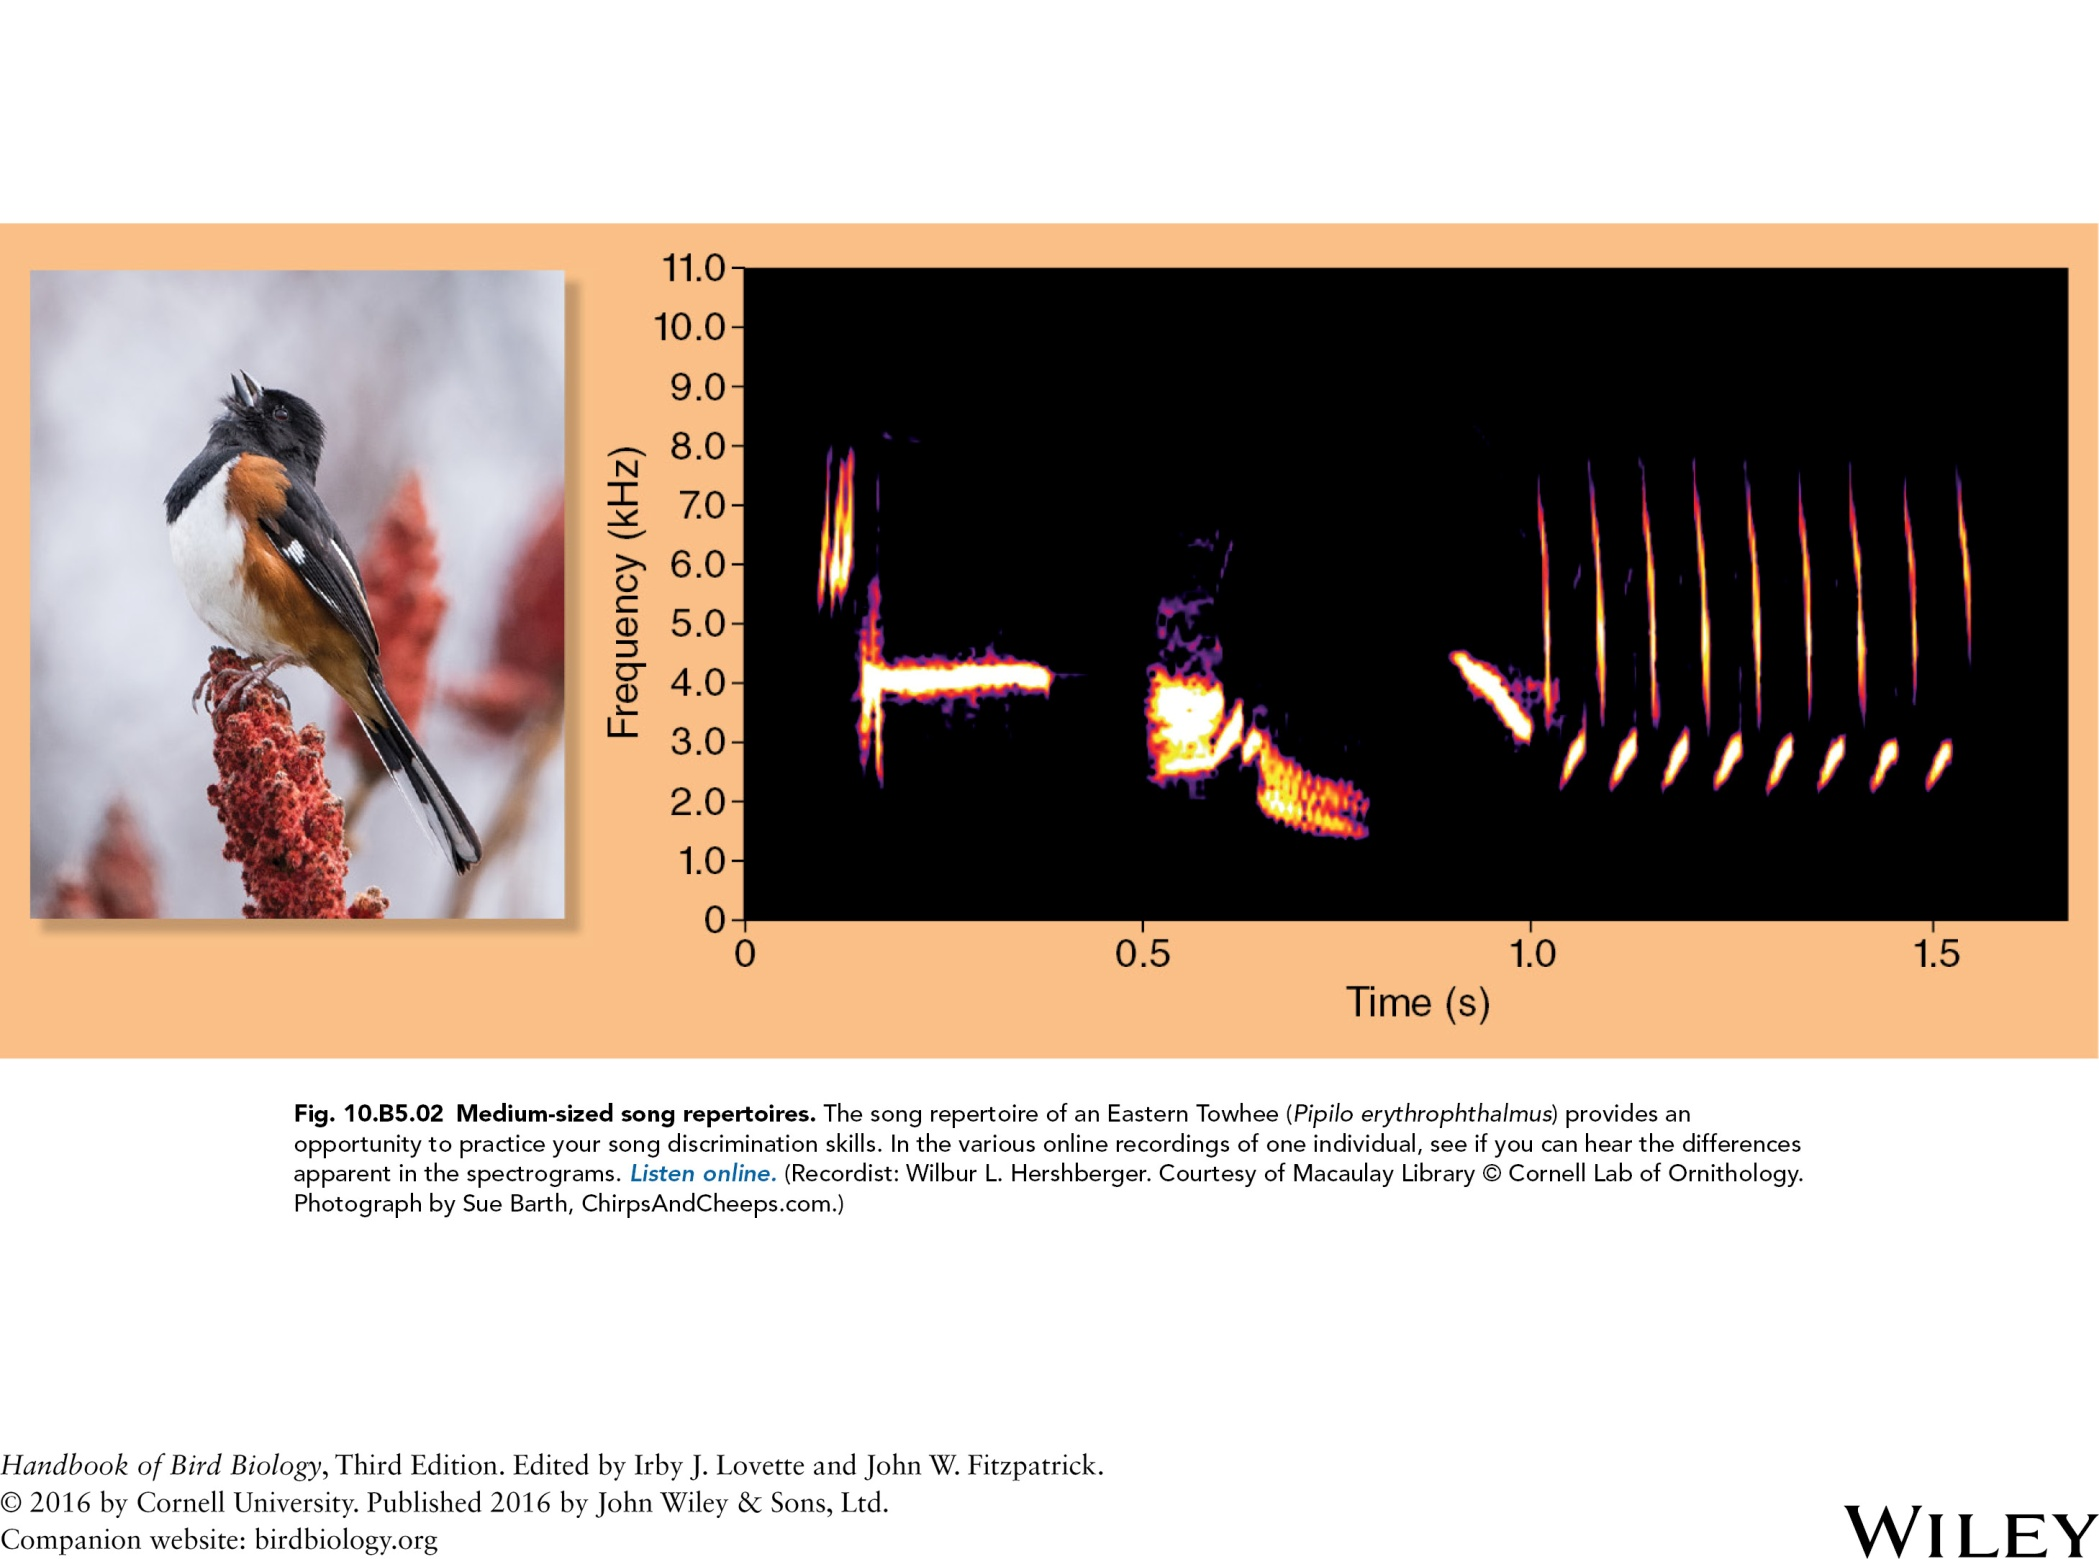 11.0
10.0
9.0
8.0
7.0
6.0
5.0
4.0
3.0
2.0
1.0
0
Frequency (kHz)
0 0.5 1.0 1.5
Time (s)
Fig. 10.B5.02 Medium-sized song repertoires. The song repertoire of an Eastern Towhee (Pipilo erythrophthalmus) provides an
opportunity to practice your song discrimination skills. In the various online recordings of one individual, see if you can hear the differences
apparent in the spectrograms. Listen online. (Recordist: Wilbur L. Hershberger. Courtesy of Macaulay Library © Cornell Lab of Ornithology.
Photograph by Sue Barth, ChirpsAndCheeps.com.)
Handbook of Bird Biology, Third Edition. Edited by Irby J. Lovette and John W. Fitzpatrick.
© 2016 by Cornell University. Published 2016 by John Wiley & Sons, Ltd.
Companion website: birdbiology.org
WILEY